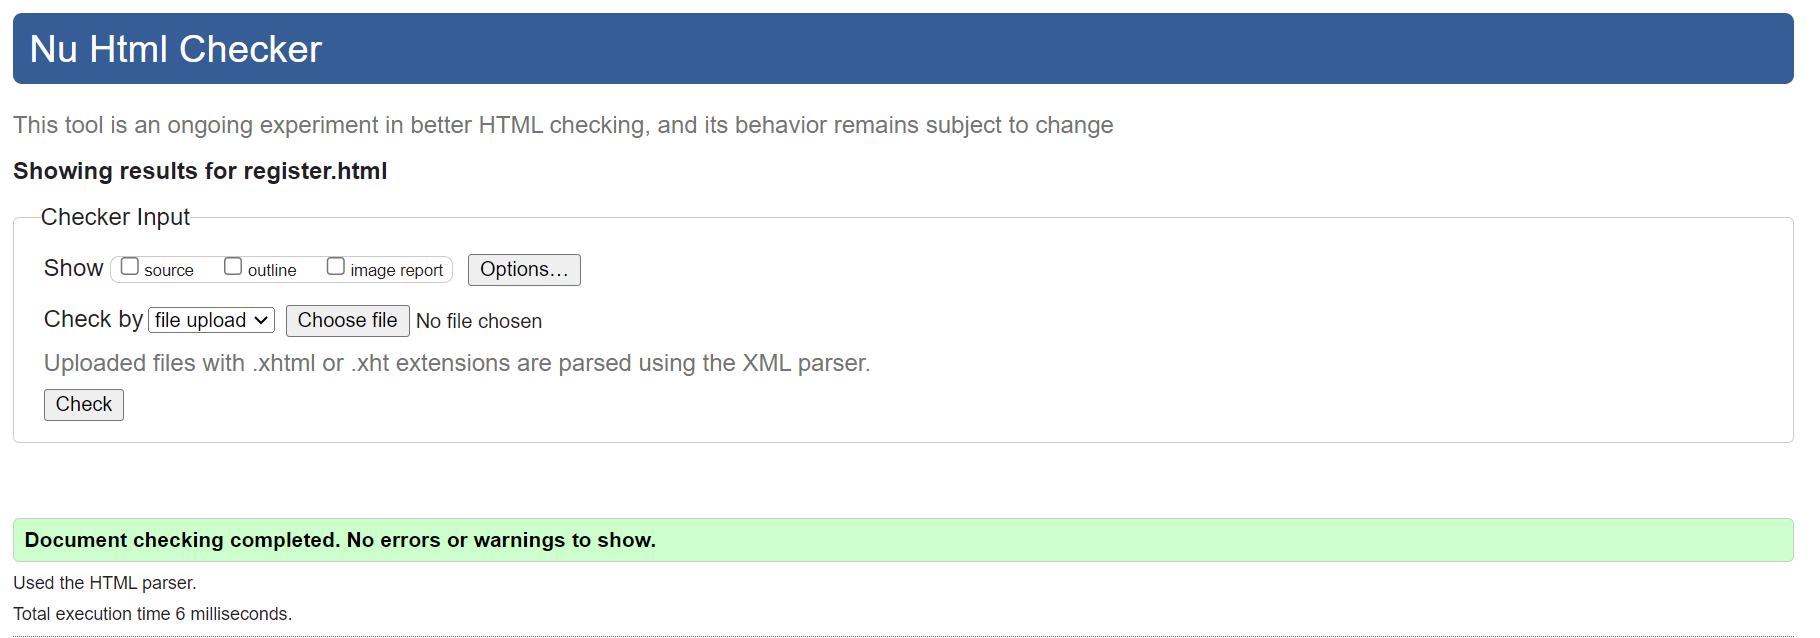 Nu Html Checker
This tool is an ongoing experiment in better HTML checking, and its behavior remains subject to change
Showing results for register.html
Checker Input
Show source outline image report Options…
Check by file upload Choose file No file chosen
Uploaded files with .xhtml or .xht extensions are parsed using the XML parser.
Check
Document checking completed. No errors or warnings to show.
Used the HTML parser.
Total execution time 6 milliseconds.